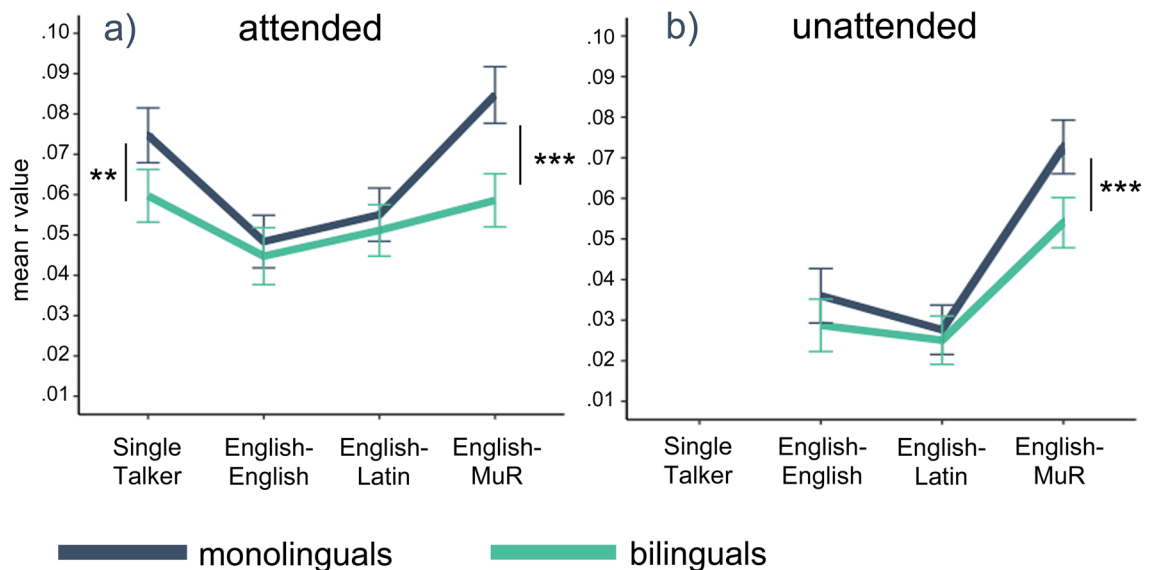 a) attended
mean r value
.10
.09
.08
.07
.06
.05
.04
.03
.02
.01
**
***
Single Talker
English-English
English-Latin
English-MuR
b) unattended
.10
.09
.08
.07
.06
.05
.04
.03
.02
.01
***
Single Talker
English-English
English-Latin
English-MuR
monolinguals
bilinguals